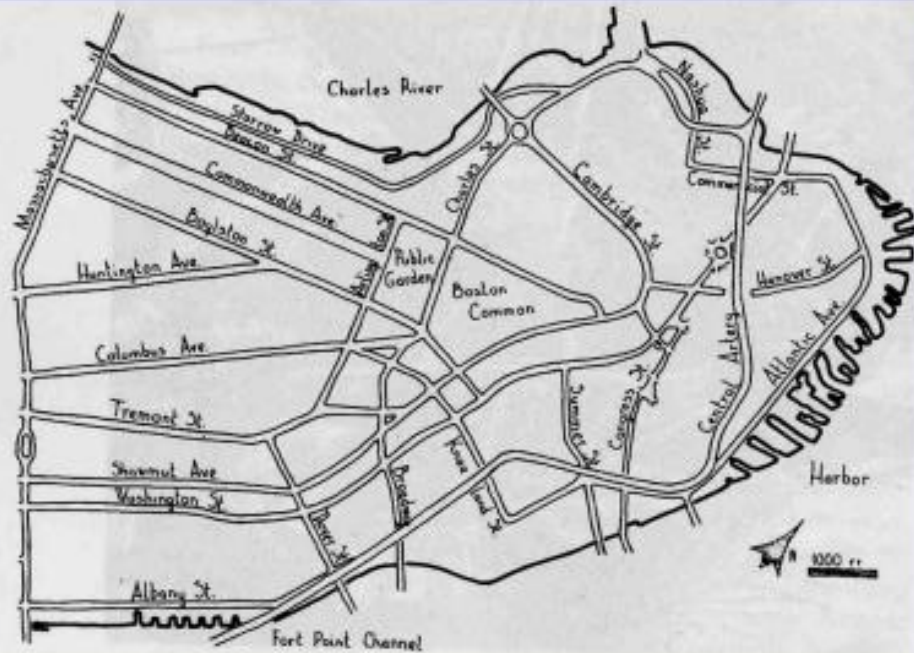 Charles River
Nashua St.
Massachusetts Ave.
Storrow Drive
Beacon St.
Charles St.
Cambridge St.
Commercial St.
Commonwealth Ave.
Boylston St.
Public
Garden
Huntington Ave.
Boston
Common
Hanover St.
Columbus Ave.
Central Artery
Atlantic Ave.
Congress St.
Summer St.
Tremont St.
Shawmut Ave
Washington St.
Broadway
Kneeland St.
Dover St.
Harbor
N
1000 FT
Albany St.
Fort Point Channel